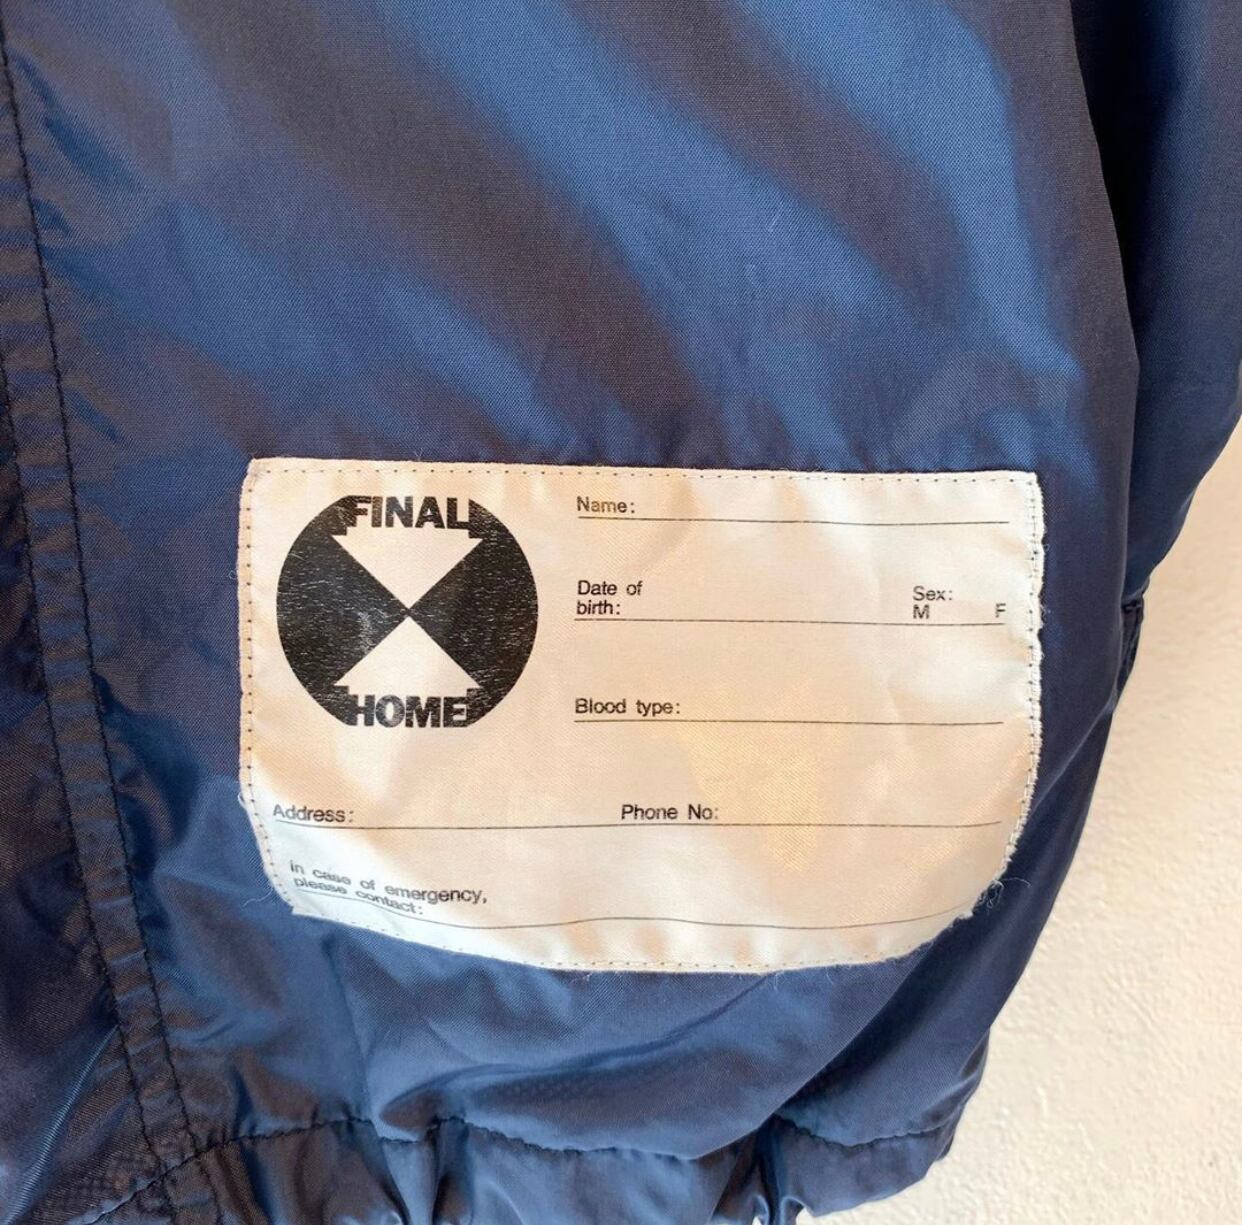 FINAL
HOME
Name:
Date of
birth:
Sex:
M F
Blood type:
Address: Phone No:
in case of emergency,
please contact: